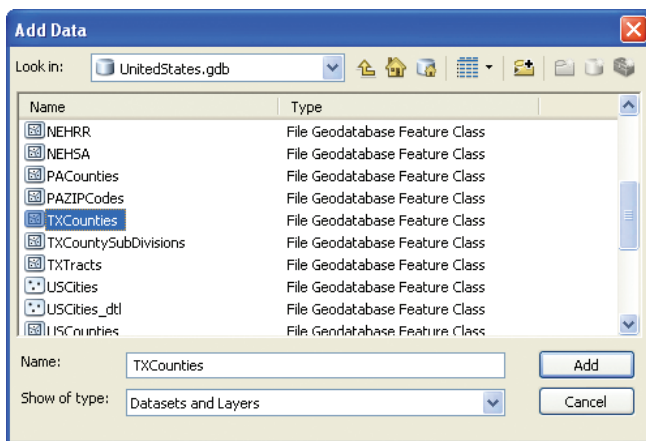 Add Data
Look in: UnitedStates.gdb
Name Type
NEHRR File Geodatabase Feature Class
NEHSA File Geodatabase Feature Class
PACounties File Geodatabase Feature Class
PAZIPCodes File Geodatabase Feature Class
TXCounties File Geodatabase Feature Class
TXCountySubDivisions File Geodatabase Feature Class
TXTracts File Geodatabase Feature Class
USCities File Geodatabase Feature Class
USCities_dtl File Geodatabase Feature Class
USCounties File Geodatabase Feature Class
Name: TXCounties Add
Show of type: Datasets and Layers Cancel